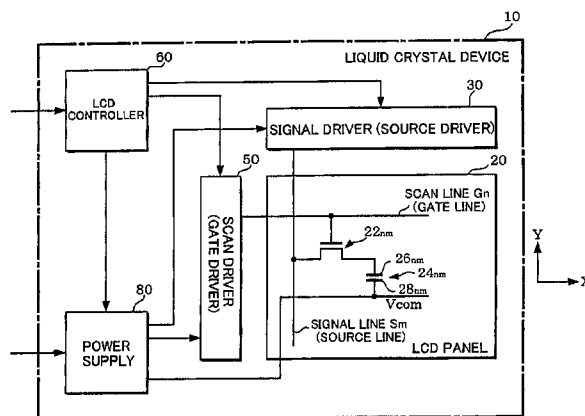 10
LIQUID CRYSTAL DEVICE
60
LCD
CONTROLLER
30
SIGNAL DRIVER (SOURCE DRIVER)
50
SCAN DRIVER
(GATE DRIVER)
20
SCAN LINE Gn
(GATE LINE)
22nm
26nm
24nm
28nm
Vcom
SIGNAL LINE Sm
(SOURCE LINE)
LCD PANEL
80
POWER
SUPPLY
Y
X